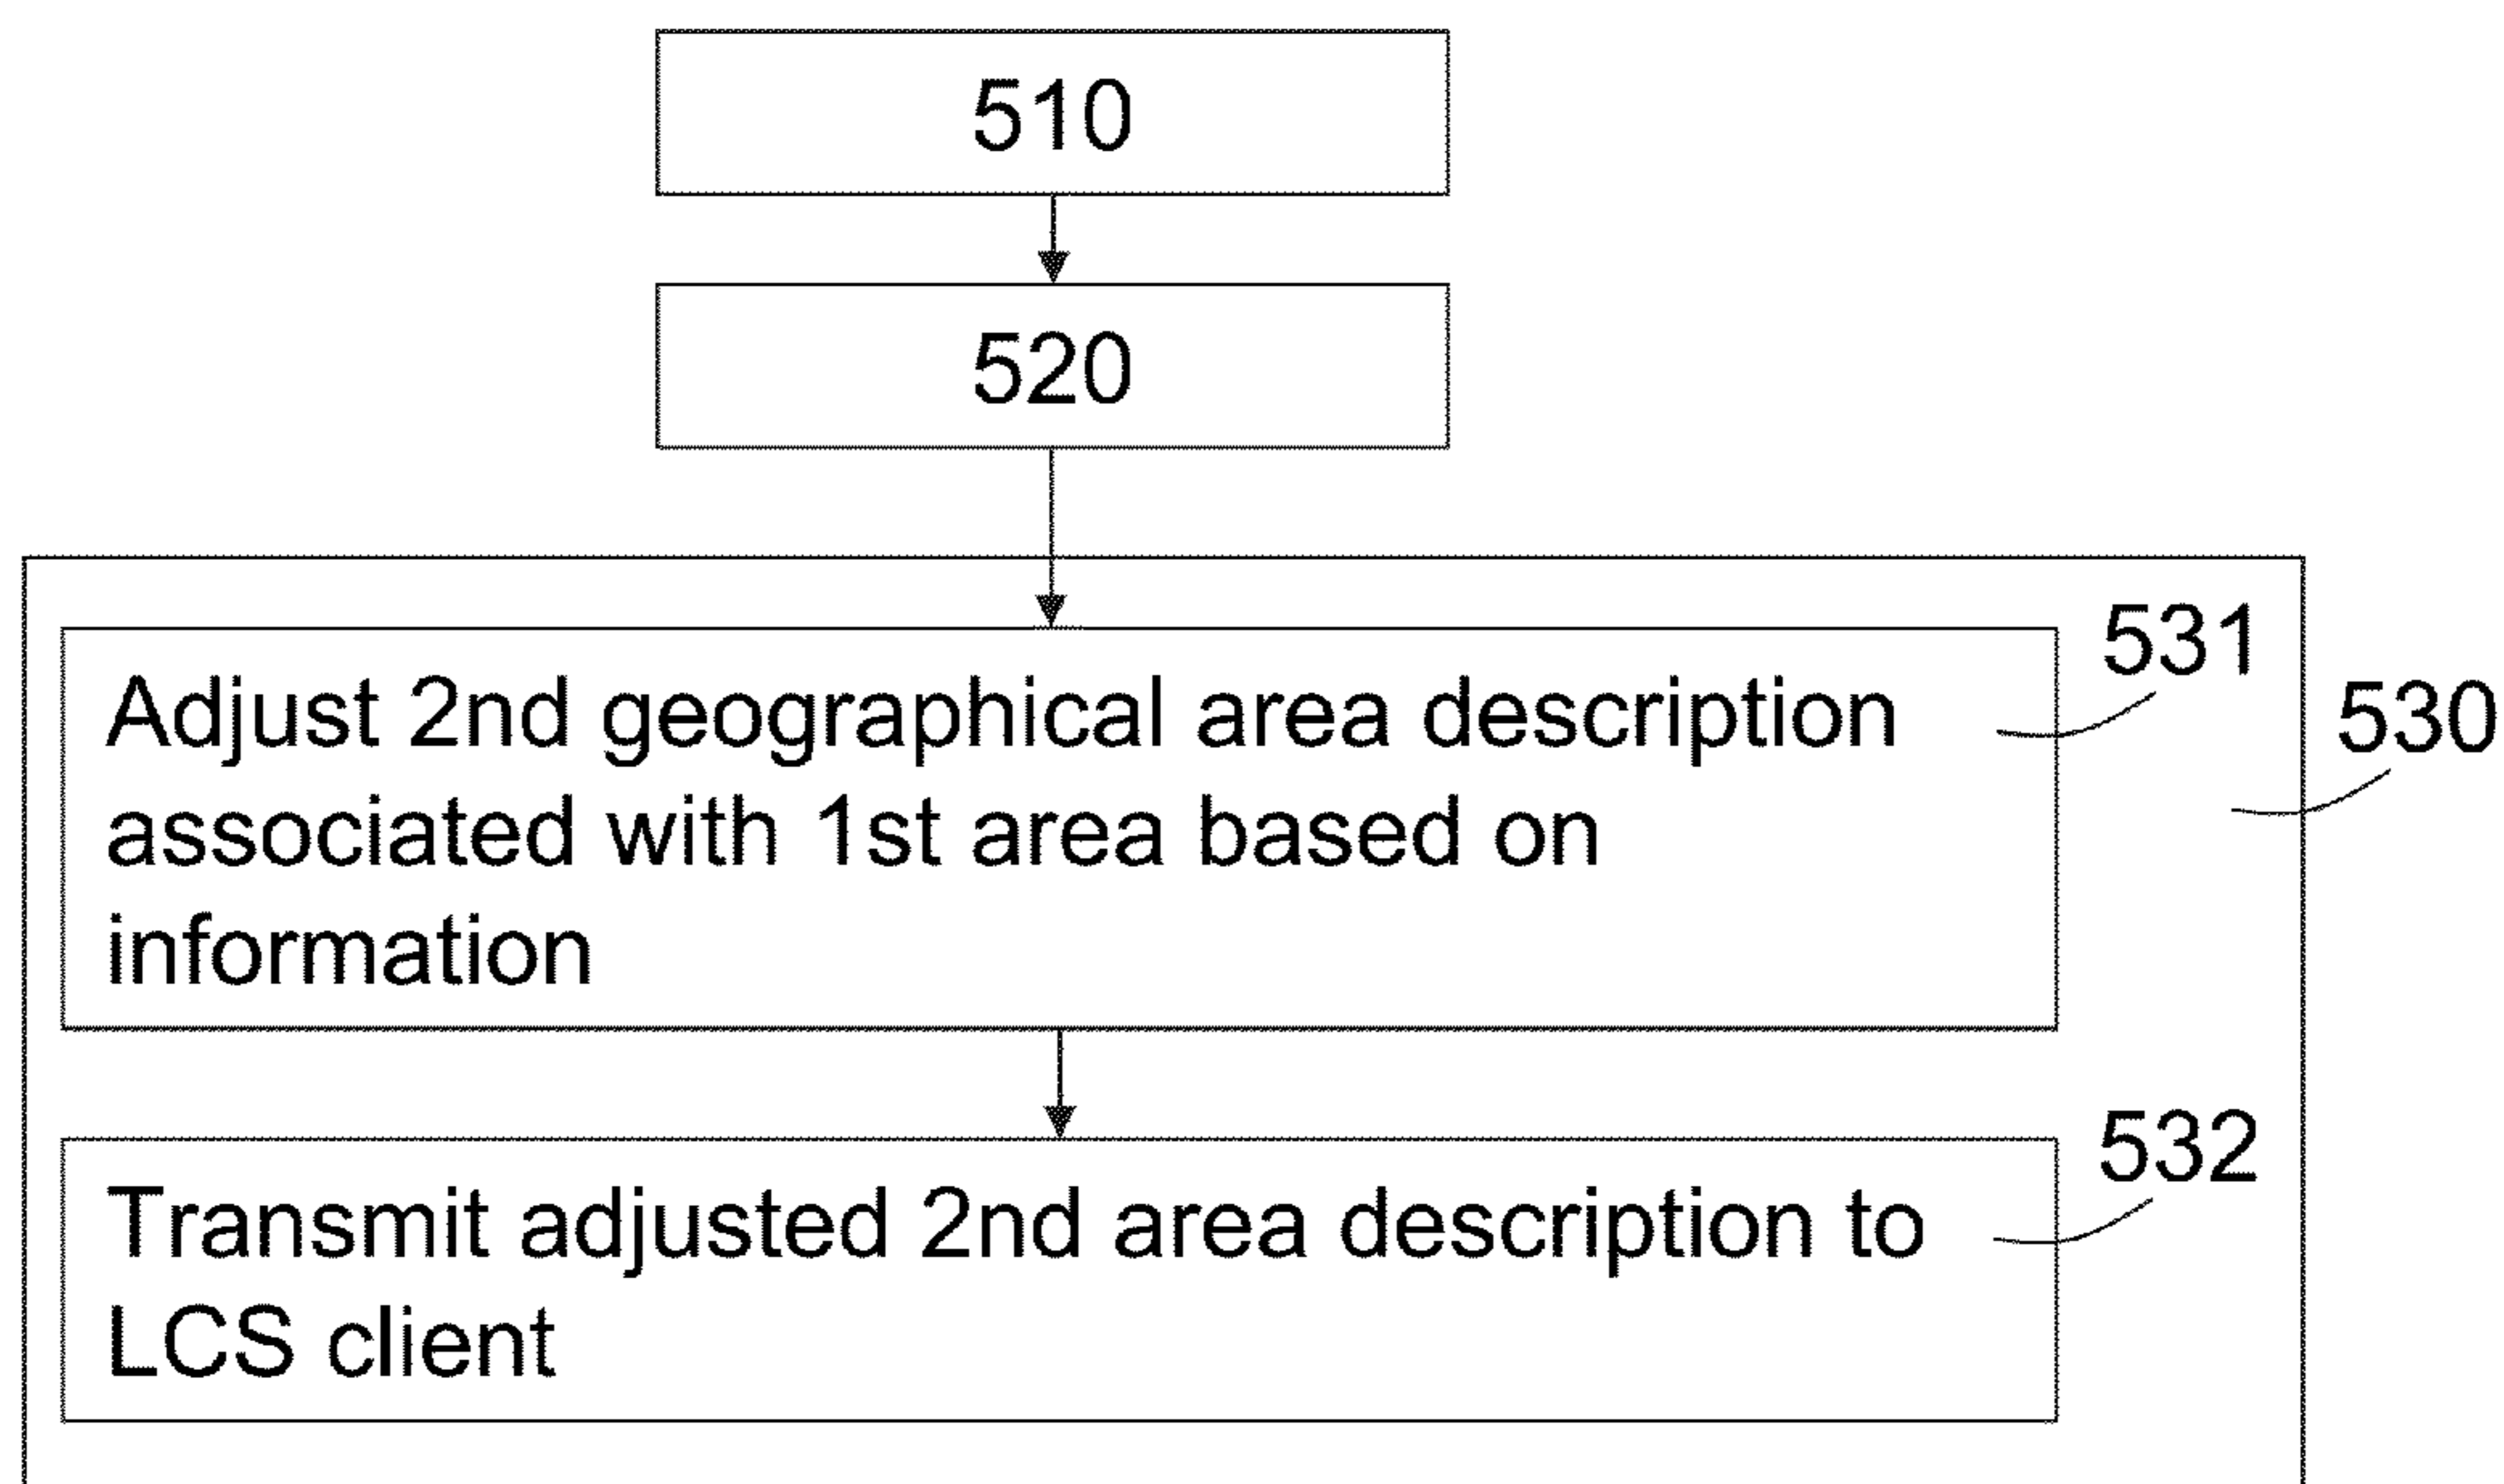 510
520
531
530
Adjust 2nd geographical area description
associated with 1st area based on
information
532
Transmit adjusted 2nd area description to
LCS client